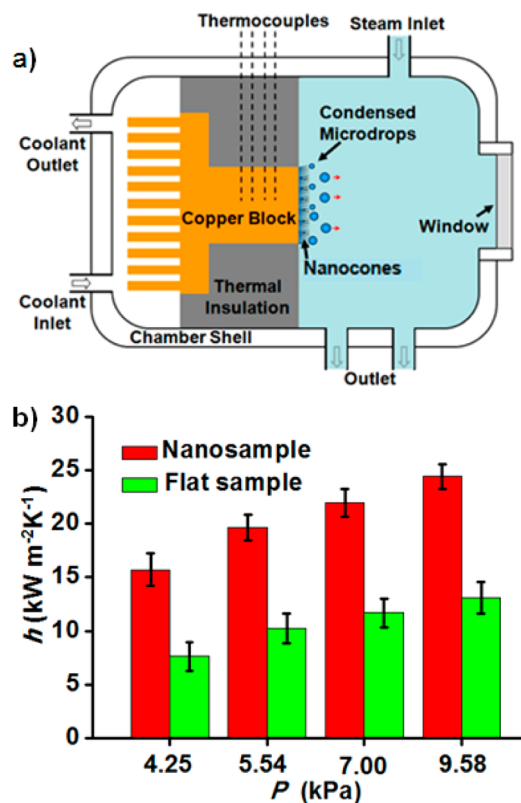 Thermocouples
Steam Inlet
a)
Condensed
Microdrops
Coolant
Outlet
Copper Block
Window
Nanocones
Thermal
Insulation
Coolant
Inlet
Chamber Shell
Outlet
b)
30
25
20
15
10
5
0
h (kW m⁻²K⁻¹)
Nanosample
Flat sample
4.25
5.54
7.00
9.58
P (kPa)